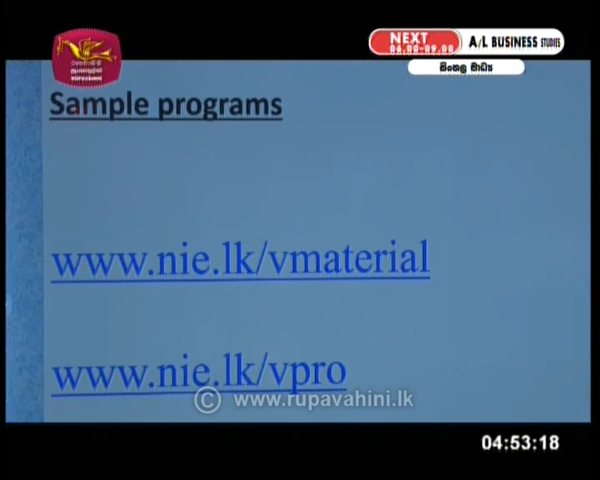 NEXT
06.00-09.00
A/L BUSINESS STUDIES
සිංහල මාධ්‍ය
RUPAVAHINI
Sample programs
www.nie.lk/vmaterial
www.nie.lk/vpro
© www.rupavahini.lk
04:53:18